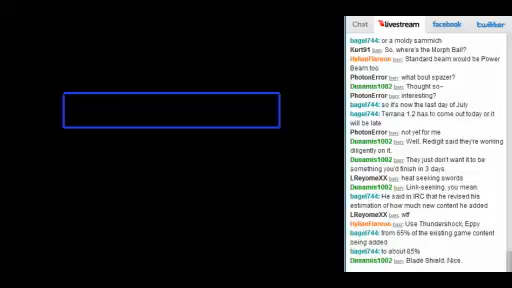 Chat livestream facebook twitter
bagel744: or a moldy sammich
Kurt91 ban: So, where's the Morph Ball?
HylianFianson ban: Standard beam would be Power
Beam too
PhotonError ban: what bout spazer?
Dunamis1002 ban: Thought so--
PhotonError ban: interesting?
bagel744: so it's now the last day of July
bagel744: Terraria 1.2 has to come out today or it
will be late
PhotonError ban: not yet for me
Dunamis1002 ban: Well. Redigit said they're working
diligently on it.
Dunamis1002 ban: They just don't want it to be
something you'd finish in 3 days.
LReyomeXX ban: heat seeking swords
Dunamis1002 ban: Link-seeking, you mean.
bagel744: He said in IRC that he revised his
estimation of how much new content he added
LReyomeXX ban: wtf
ban: Use Thundershock, Eppy
bagel744: from 65% of the existing game content
being added
bagel744: to about 85%
Dunamis1002 ban: Blade Shield. Nice.